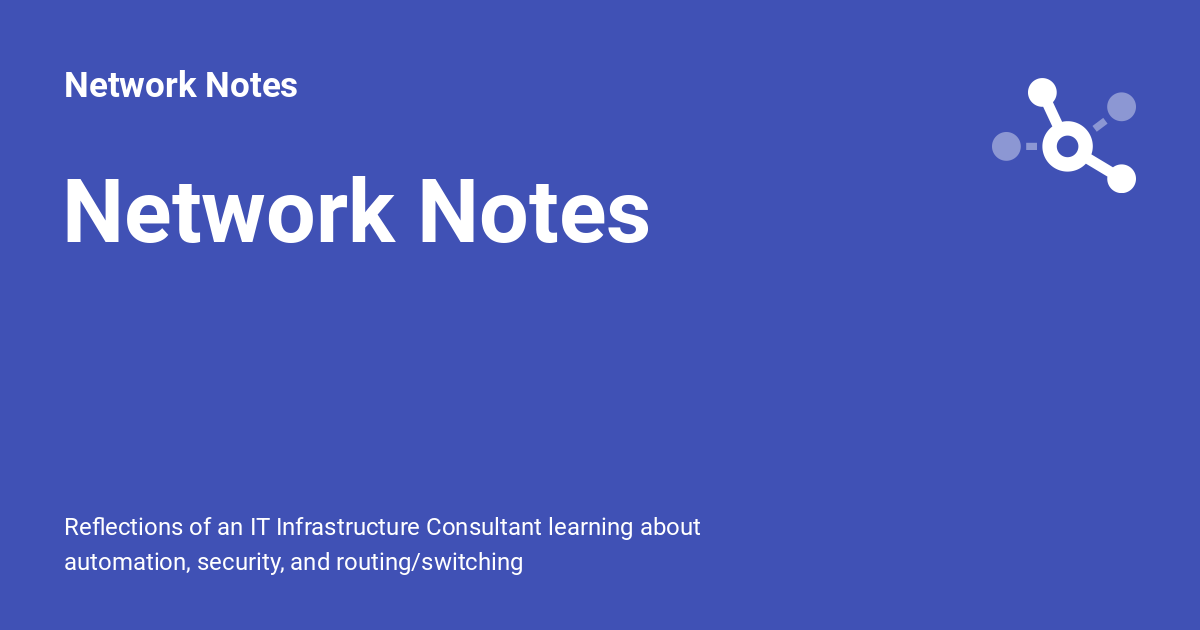 Network Notes
Network Notes
Reflections of an IT Infrastructure Consultant learning about
automation, security, and routing/switching